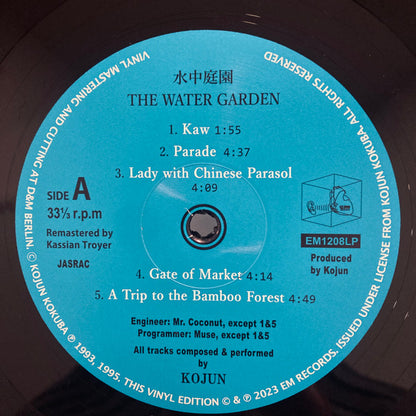 水中庭園
THE WATER GARDEN
1. Kaw 1:55
2. Parade 4:37
3. Lady with Chinese Parasol
4:09
SIDE A
33⅓ r.p.m
Remastered by
Kassian Troyer
JASRAC
EM1208LP
Produced
by Kojun
4. Gate of Market 4:14
5. A Trip to the Bamboo Forest 4:49
Engineer: Mr. Coconut, except 1&5
Programmer: Muse, except 1&5
All tracks composed & performed
by
KOJUN
VINYL MASTERING AND CUTTING AT D&M BERLIN. © KOJUN KOKUBA ℗ 1993, 1995. THIS VINYL EDITION © & ℗ 2023 EM RECORDS. ISSUED UNDER LICENSE FROM KOJUN KOKUBA. ALL RIGHTS RESERVED